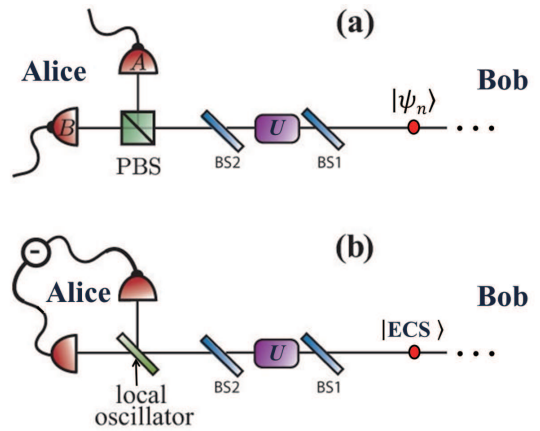 (a)
Alice
A
B
PBS
BS2
U
BS1
|ψₙ⟩
Bob
(b)
-
Alice
local
oscillator
BS2
U
BS1
|ECS ⟩
Bob